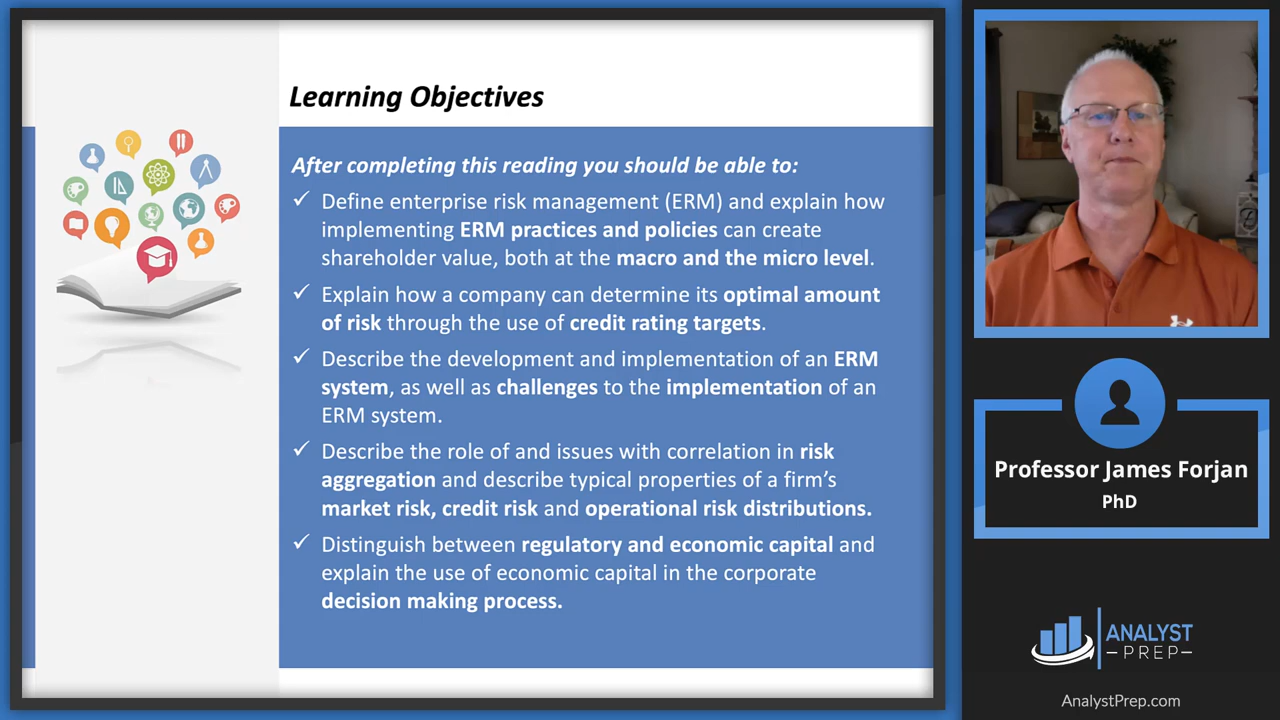 Learning Objectives
After completing this reading you should be able to:
✓ Define enterprise risk management (ERM) and explain how
implementing ERM practices and policies can create
shareholder value, both at the macro and the micro level.
✓ Explain how a company can determine its optimal amount
of risk through the use of credit rating targets.
✓ Describe the development and implementation of an ERM
system, as well as challenges to the implementation of an
ERM system.
✓ Describe the role of and issues with correlation in risk
aggregation and describe typical properties of a firm’s
market risk, credit risk and operational risk distributions.
✓ Distinguish between regulatory and economic capital and
explain the use of economic capital in the corporate
decision making process.
Professor James Forjan
PhD
ANALYST
PREP
AnalystPrep.com